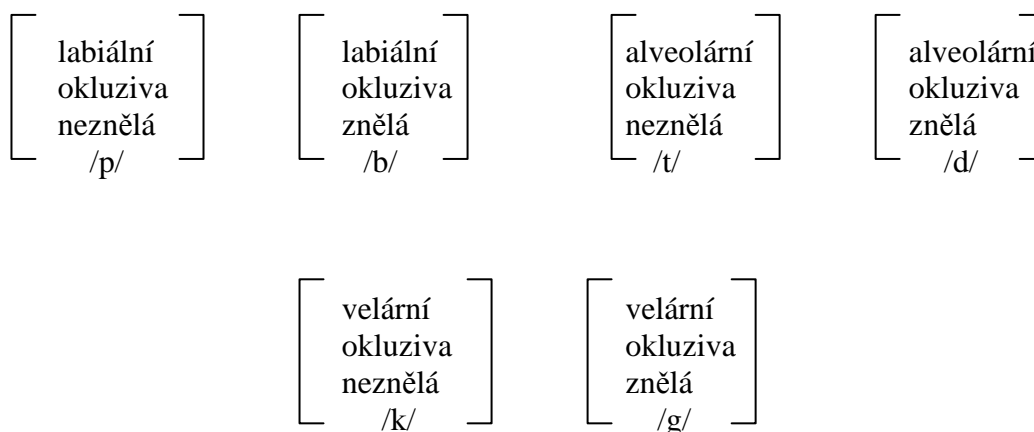 labiální labiální alveolární alveolární
okluziva okluziva okluziva okluziva
neznělá znělá neznělá znělá
/p/ /b/ /t/ /d/
velární velární
okluziva okluziva
neznělá znělá
/k/ /g/